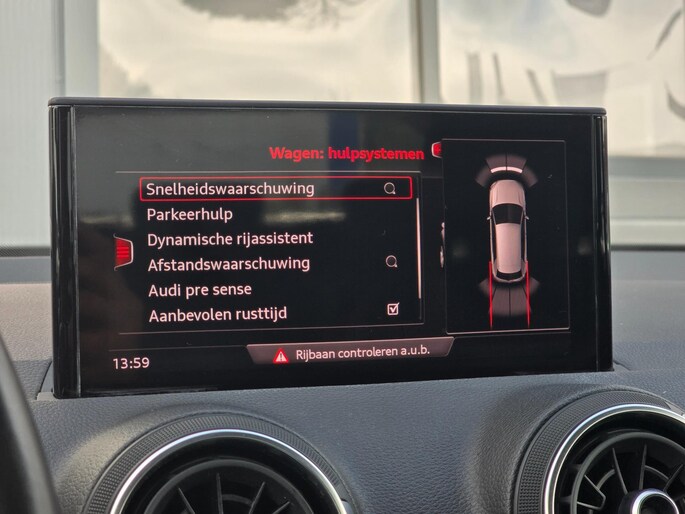 Wagen: hulpsystemen
Snelheidswaarschuwing
Parkeerhulp
Dynamische rijassistent
Afstandswaarschuwing
Audi pre sense
Aanbevolen rusttijd
13:59
Rijbaan controleren a.u.b.